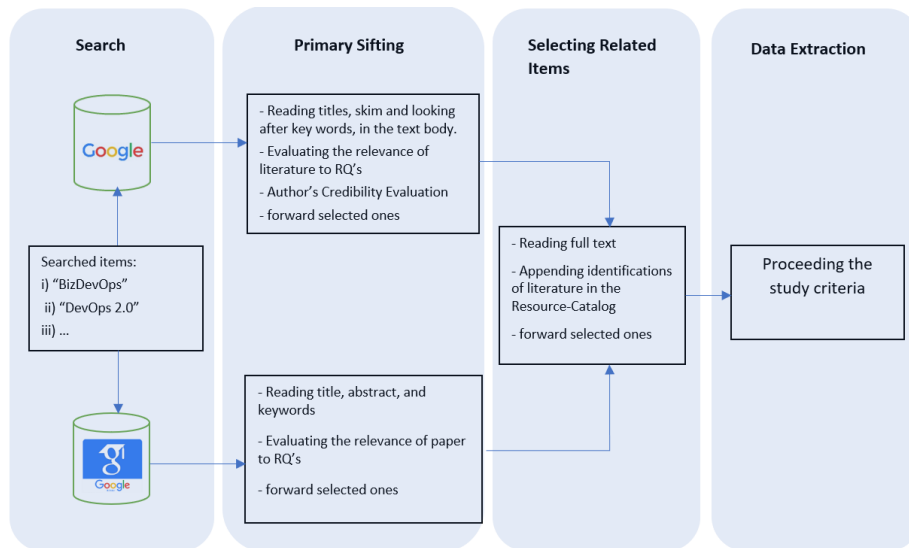 Search
Google
Searched items:
i) “BizDevOps”
ii) “DevOps 2.0”
iii) ...
Google
Primary Sifting
- Reading titles, skim and looking
after key words, in the text body.
- Evaluating the relevance of
literature to RQ’s
- Author’s Credibility Evaluation
- forward selected ones
- Reading title, abstract, and
keywords
- Evaluating the relevance of paper
to RQ’s
- forward selected ones
Selecting Related
Items
- Reading full text
- Appending identifications
of literature in the
Resource-Catalog
- forward selected ones
Data Extraction
Proceeding the
study criteria